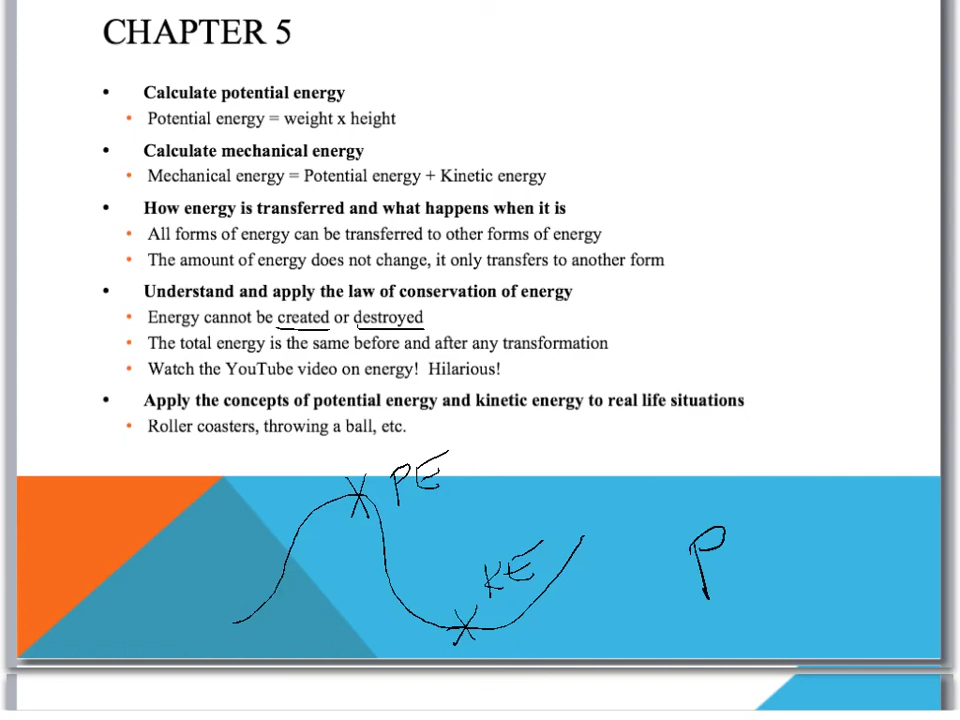 CHAPTER 5
• Calculate potential energy
• Potential energy = weight x height
• Calculate mechanical energy
• Mechanical energy = Potential energy + Kinetic energy
• How energy is transferred and what happens when it is
• All forms of energy can be transferred to other forms of energy
• The amount of energy does not change, it only transfers to another form
• Understand and apply the law of conservation of energy
• Energy cannot be created or destroyed
• The total energy is the same before and after any transformation
• Watch the YouTube video on energy! Hilarious!
• Apply the concepts of potential energy and kinetic energy to real life situations
• Roller coasters, throwing a ball, etc.
PE
KE
P